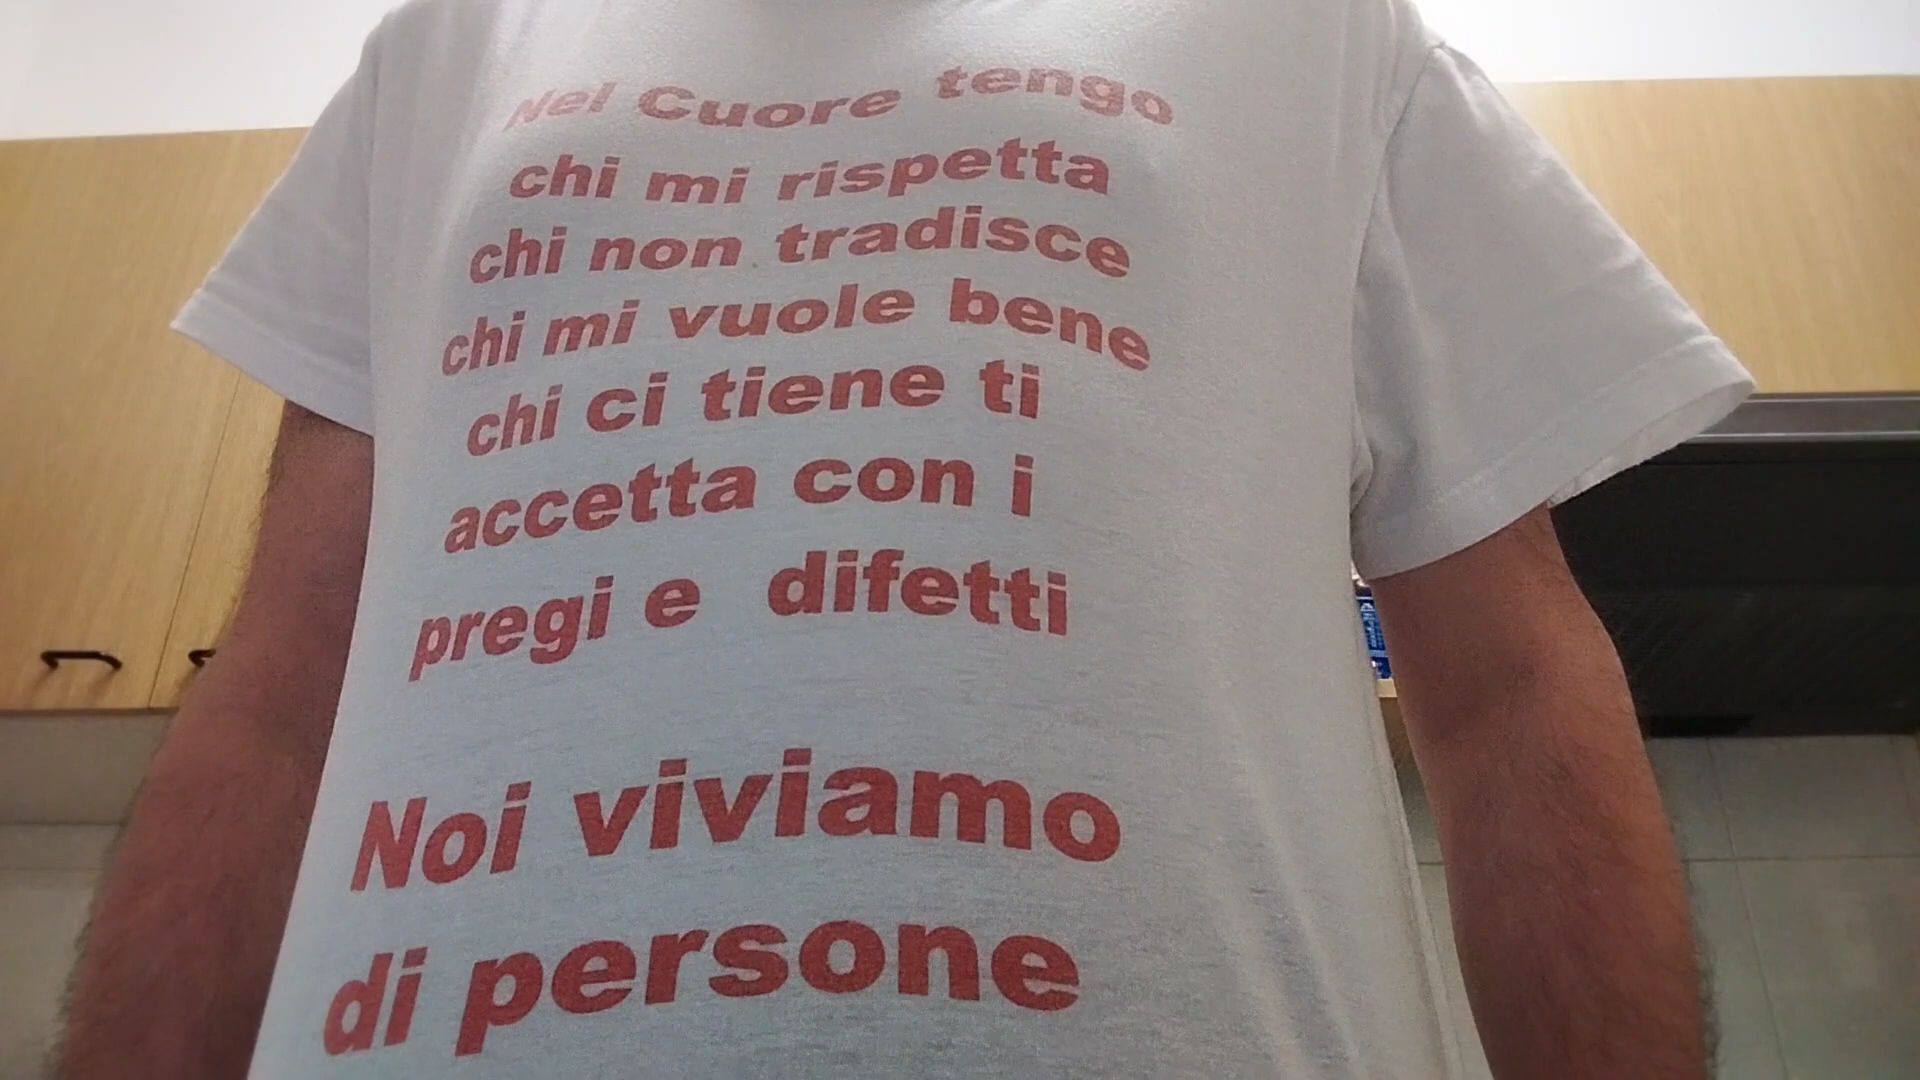 Nel Cuore tengo
chi mi rispetta
chi non tradisce
chi mi vuole bene
chi ci tiene ti
accetta con i
pregi e difetti
Noi viviamo
di persone